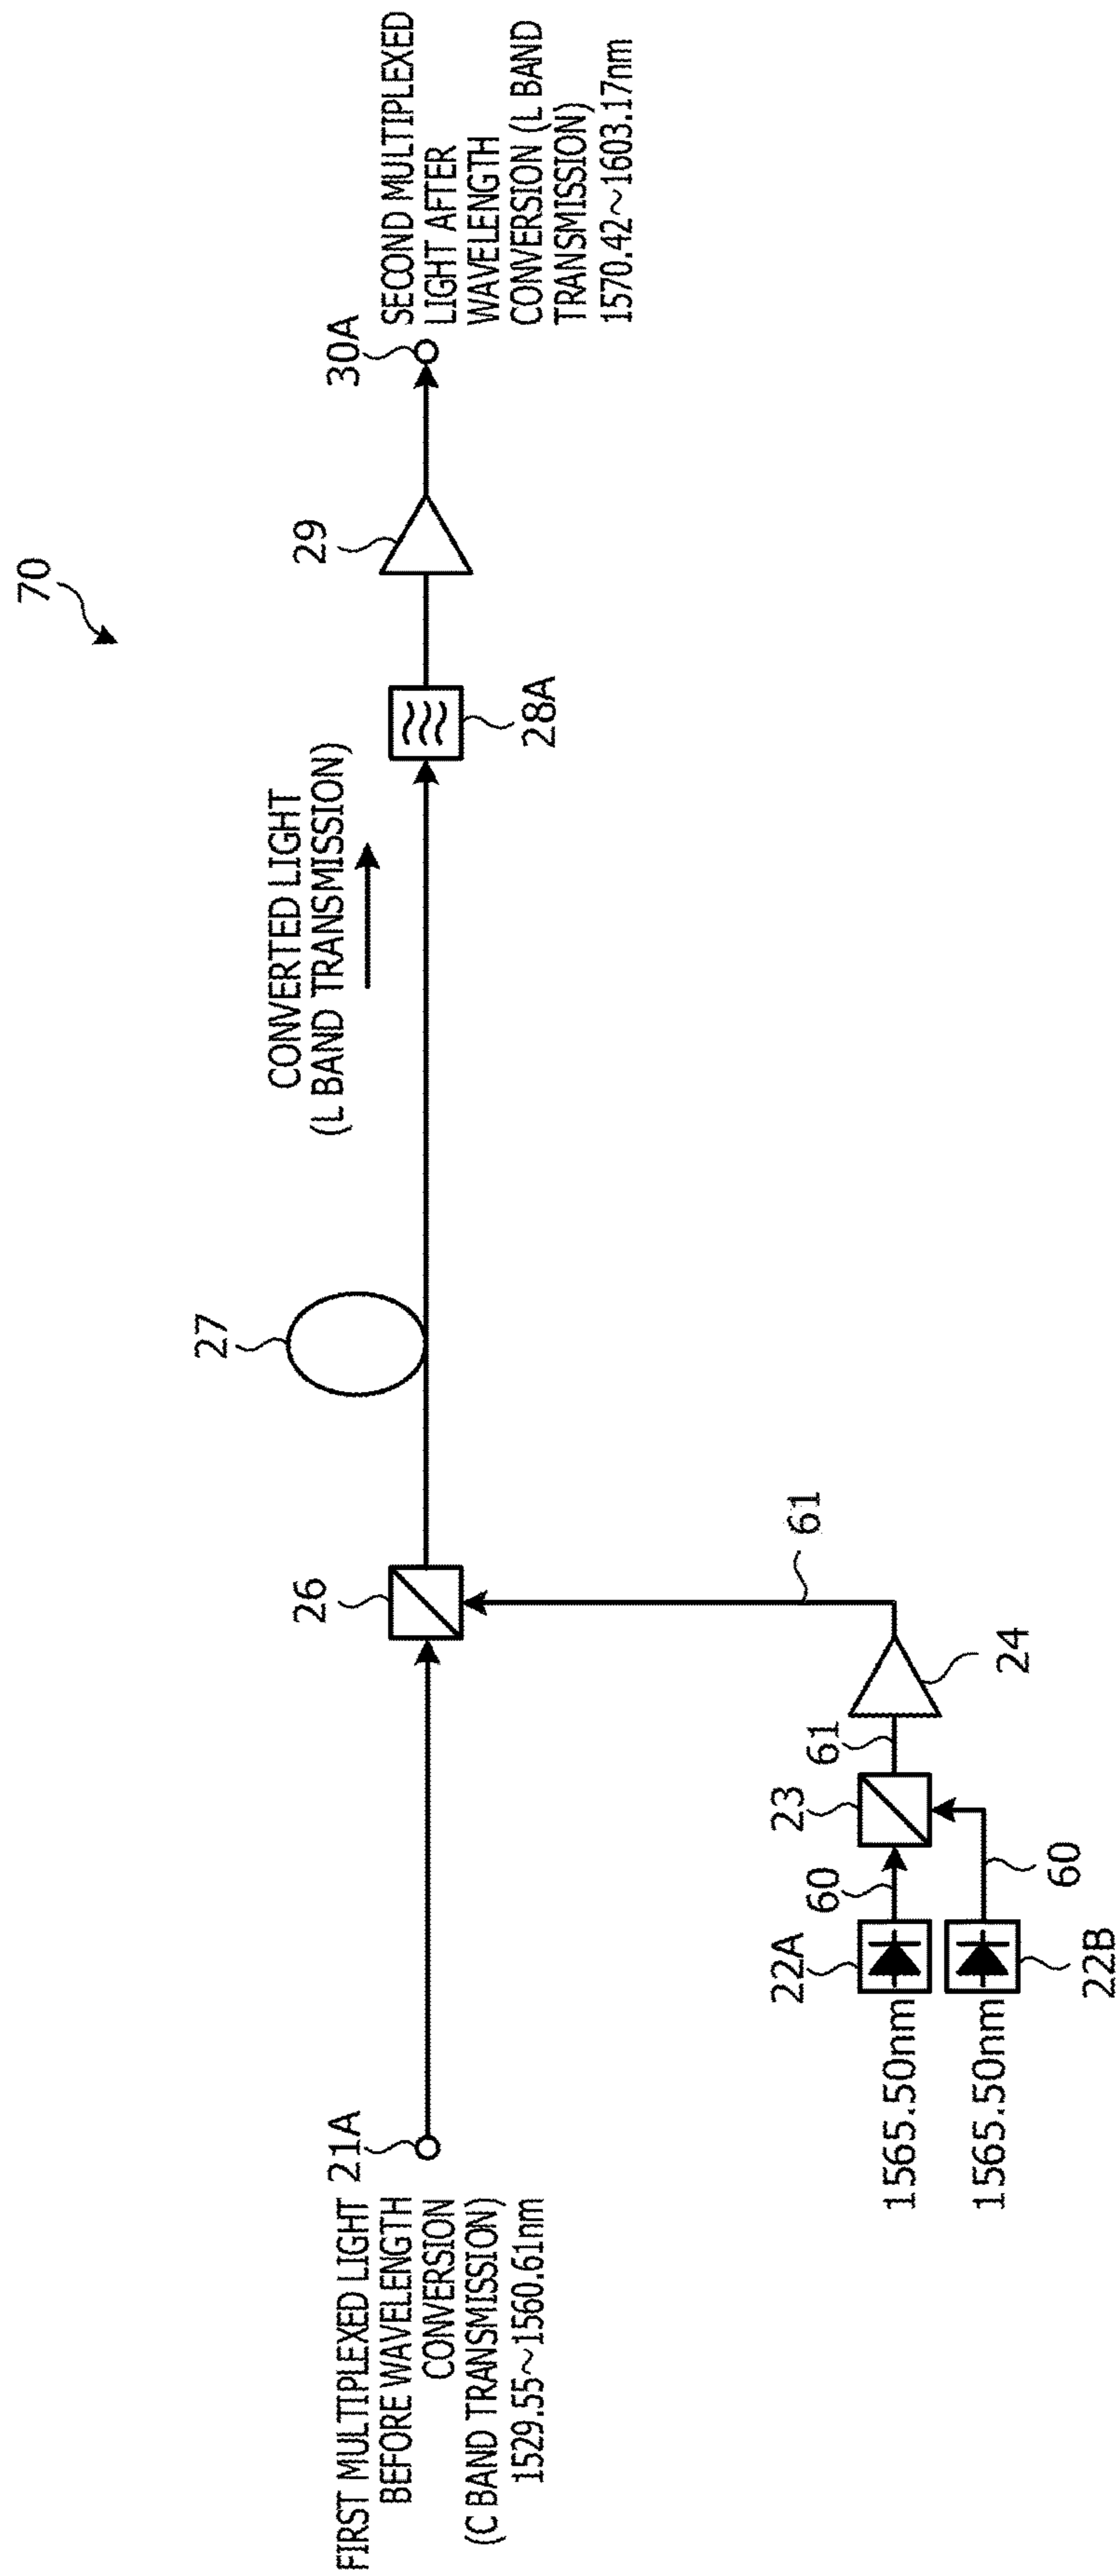 70
FIRST MULTIPLEXED LIGHT
BEFORE WAVELENGTH
CONVERSION
(C BAND TRANSMISSION)
1529.55～1560.61nm
21A
26
27
CONVERTED LIGHT
(L BAND TRANSMISSION)
28A
29
30A
SECOND MULTIPLEXED
LIGHT AFTER
WAVELENGTH
CONVERSION (L BAND
TRANSMISSION)
1570.42～1603.17nm
61
22A
60
23
61
24
1565.50nm
1565.50nm
22B
60